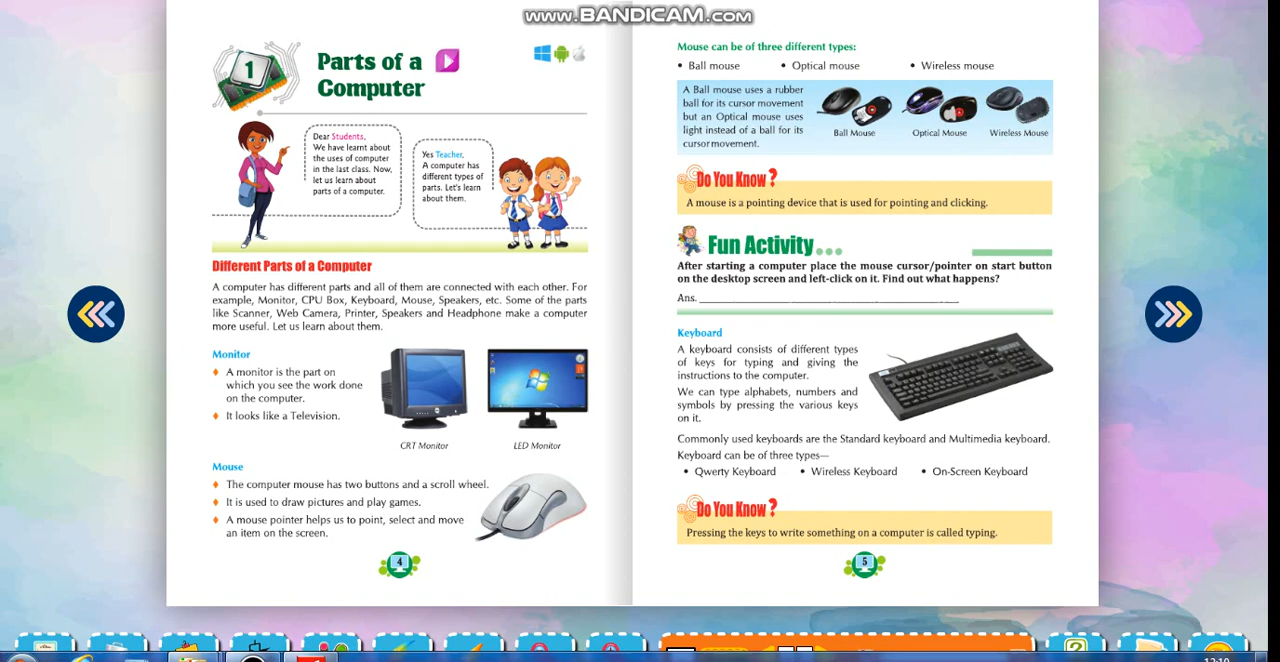 www.BANDICAM.com
1
Parts of a
Computer
Dear Students,
We have learnt about
the uses of computer
in the last class. Now,
let us learn about
parts of a computer.
Yes Teacher,
A computer has
different types of
parts. Let's learn
about them.
Different Parts of a Computer
A computer has different parts and all of them are connected with each other. For
example, Monitor, CPU Box, Keyboard, Mouse, Speakers, etc. Some of the parts
like Scanner, Web Camera, Printer, Speakers and Headphone make a computer
more useful. Let us learn about them.
Monitor
A monitor is the part on
which you see the work done
on the computer.
It looks like a Television.
CRT Monitor
LED Monitor
Mouse
The computer mouse has two buttons and a scroll wheel.
It is used to draw pictures and play games.
A mouse pointer helps us to point, select and move
an item on the screen.
4
Mouse can be of three different types:
• Ball mouse • Optical mouse • Wireless mouse
A Ball mouse uses a rubber
ball for its cursor movement
but an Optical mouse uses
light instead of a ball for its
cursor movement.
Ball Mouse
Optical Mouse
Wireless Mouse
Do You Know ?
A mouse is a pointing device that is used for pointing and clicking.
Fun Activity...
After starting a computer place the mouse cursor/pointer on start button
on the desktop screen and left-click on it. Find out what happens?
Ans.
Keyboard
A keyboard consists of different types
of keys for typing and giving the
instructions to the computer.
We can type alphabets, numbers and
symbols by pressing the various keys
on it.
Commonly used keyboards are the Standard keyboard and Multimedia keyboard.
Keyboard can be of three types—
• Qwerty Keyboard • Wireless Keyboard • On-Screen Keyboard
Do You Know ?
Pressing the keys to write something on a computer is called typing.
5